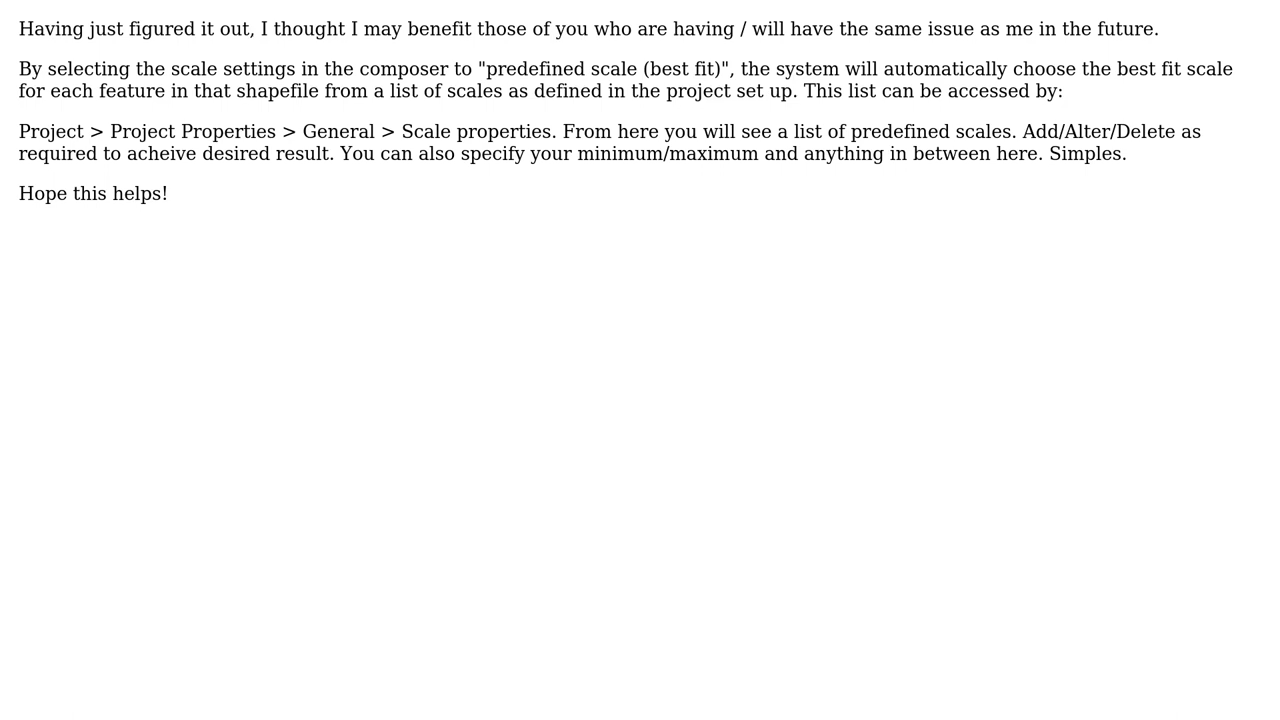 Having just figured it out, I thought I may benefit those of you who are having / will have the same issue as me in the future.
By selecting the scale settings in the composer to "predefined scale (best fit)", the system will automatically choose the best fit scale
for each feature in that shapefile from a list of scales as defined in the project set up. This list can be accessed by:
Project > Project Properties > General > Scale properties. From here you will see a list of predefined scales. Add/Alter/Delete as
required to acheive desired result. You can also specify your minimum/maximum and anything in between here. Simples.
Hope this helps!